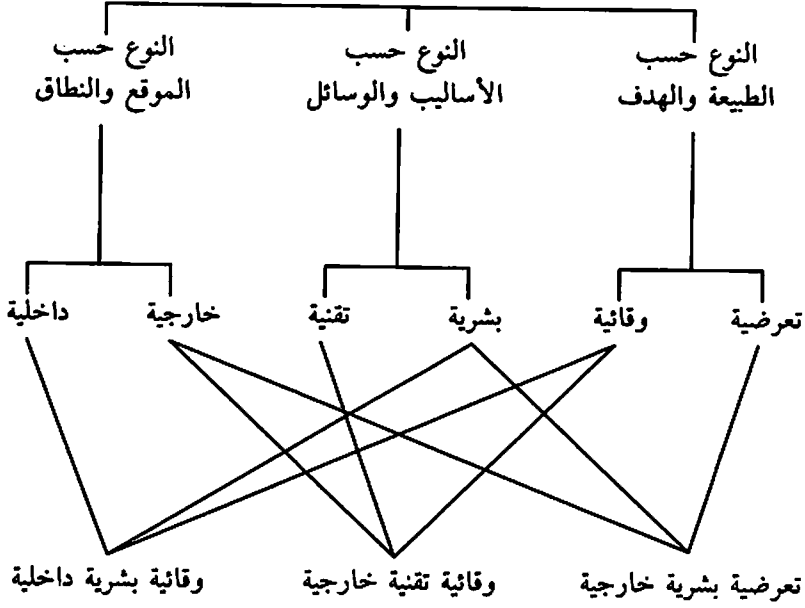 النوع حسب
الطبيعة والهدف
النوع حسب
الأساليب والوسائل
النوع حسب
الموقع والنطاق
تعرضية
وقائية
بشرية
تقنية
خارجية
داخلية
تعرضية بشرية خارجية
وقائية تقنية خارجية
وقائية بشرية داخلية